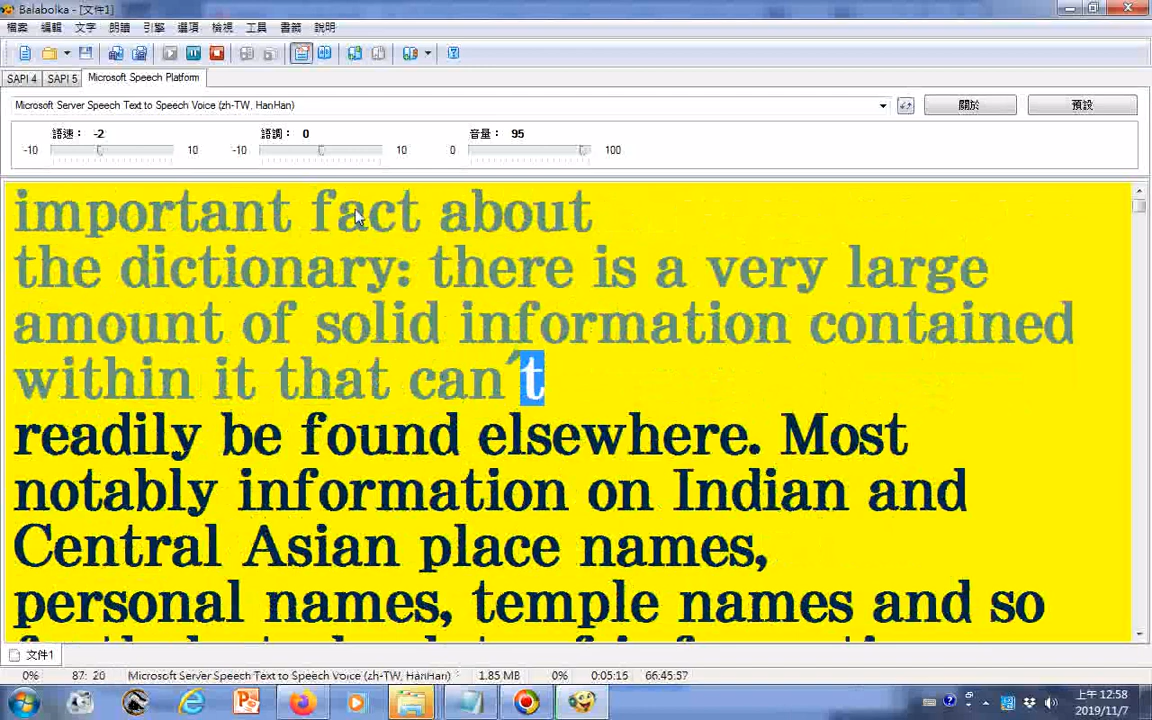 Balabolka - [文件1]
檔案 編輯 文字 朗讀 引擎 選項 檢視 工具 書籤 說明
SAPI 4 SAPI 5 Microsoft Speech Platform
Microsoft Server Speech Text to Speech Voice (zh-TW, HanHan) 關於 預設
語速： -2 語調： 0 音量： 95
-10 10 -10 10 0 100
important fact about
the dictionary: there is a very large
amount of solid information contained
within it that can´t
readily be found elsewhere. Most
notably information on Indian and
Central Asian place names,
personal names, temple names and so
文件1
0% 87: 20 Microsoft Server Speech Text to Speech Voice (zh-TW, HanHan) 1.85 MB 0% 0:05:15 66:45:57
上午 12:58
2019/11/7